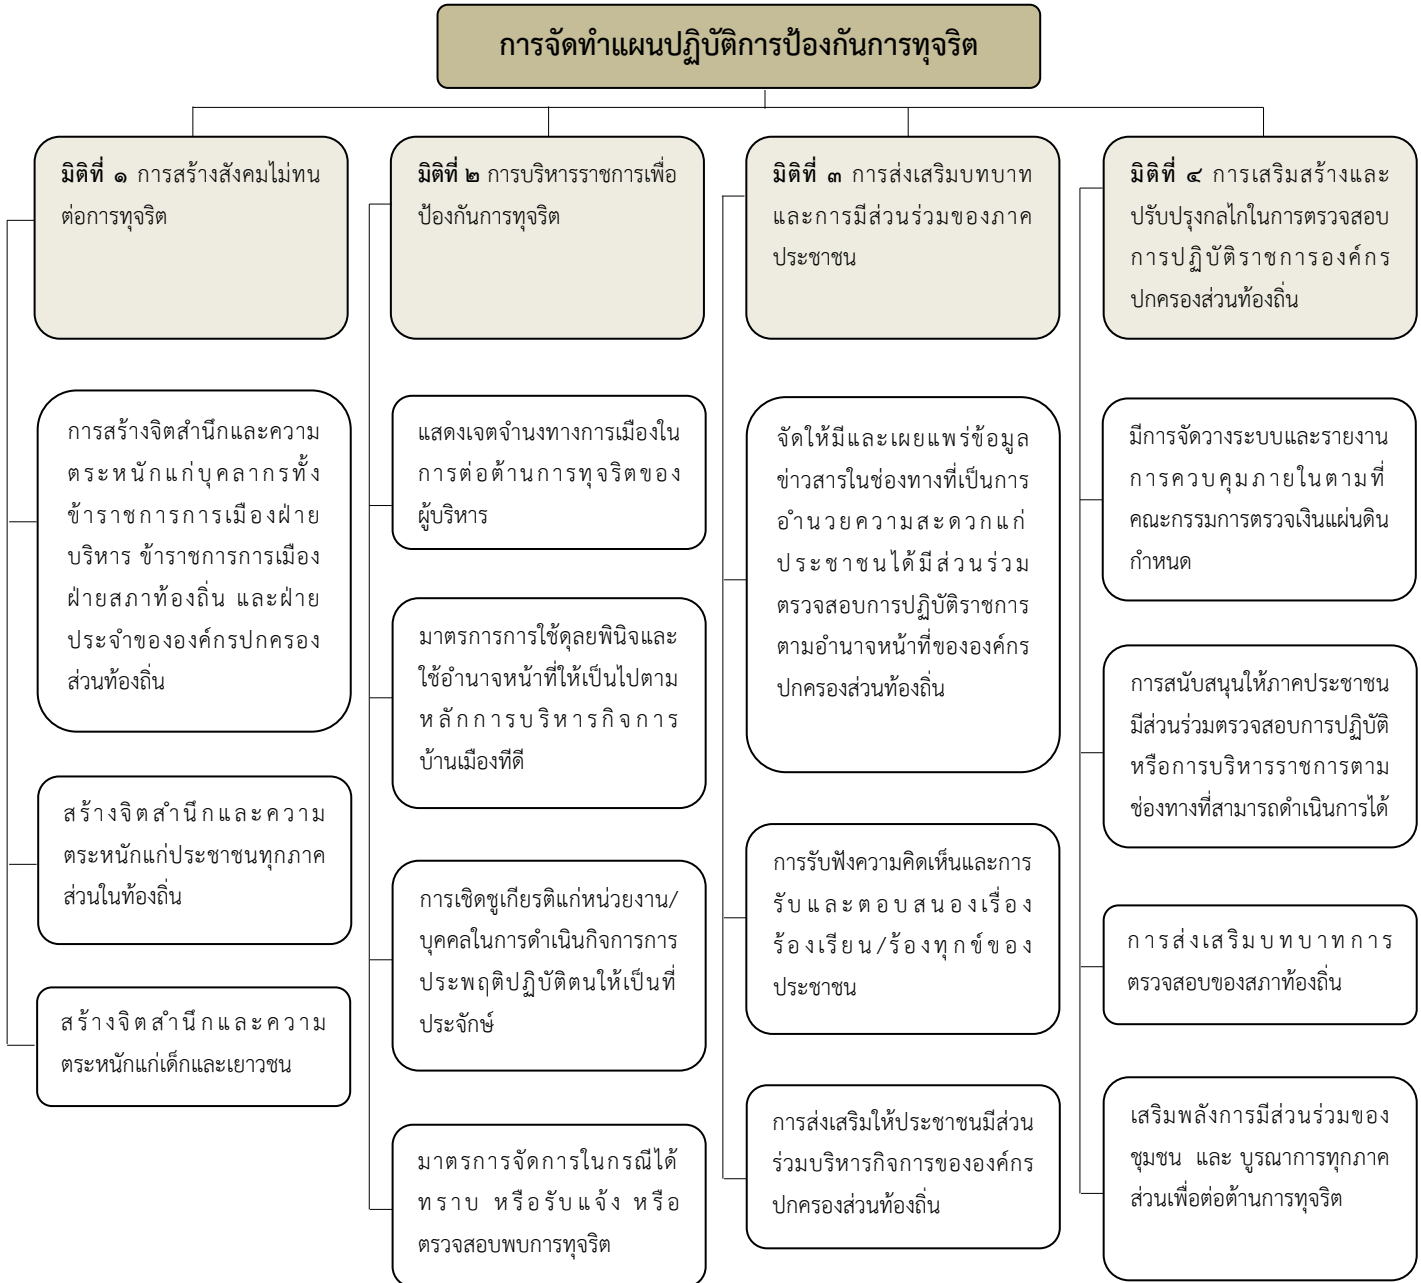 การจัดทำแผนปฏิบัติการป้องกันการทุจริต
มิติที่ ๑ การสร้างสังคมไม่ทน
ต่อการทุจริต
การสร้างจิตสำนึกและความ
ตระหนักแก่บุคลากรทั้ง
ข้าราชการการเมืองฝ่าย
บริหาร ข้าราชการการเมือง
ฝ่ายสภาท้องถิ่น และฝ่าย
ประจำขององค์กรปกครอง
ส่วนท้องถิ่น
สร้างจิตสำนึกและความ
ตระหนักแก่ประชาชนทุกภาค
ส่วนในท้องถิ่น
สร้างจิตสำนึกและความ
ตระหนักแก่เด็กและเยาวชน
มิติที่ ๒ การบริหารราชการเพื่อ
ป้องกันการทุจริต
แสดงเจตจำนงทางการเมืองใน
การต่อต้านการทุจริตของ
ผู้บริหาร
มาตรการการใช้ดุลยพินิจและ
ใช้อำนาจหน้าที่ให้เป็นไปตาม
หลักการบริหารกิจการ
บ้านเมืองทีดี
การเชิดชูเกียรติแก่หน่วยงาน/
บุคคลในการดำเนินกิจการการ
ประพฤติปฏิบัติตนให้เป็นที่
ประจักษ์
มาตรการจัดการในกรณีได้
ทราบ หรือรับแจ้ง หรือ
ตรวจสอบพบการทุจริต
มิติที่ ๓ การส่งเสริมบทบาท
และการมีส่วนร่วมของภาค
ประชาชน
จัดให้มีและเผยแพร่ข้อมูล
ข่าวสารในช่องทางที่เป็นการ
อำนวยความสะดวกแก่
ประชาชนได้มีส่วนร่วม
ตรวจสอบการปฏิบัติราชการ
ตามอำนาจหน้าที่ขององค์กร
ปกครองส่วนท้องถิ่น
การรับฟังความคิดเห็นและการ
รับและตอบสนองเรื่อง
ร้องเรียน/ร้องทุกข์ของ
ประชาชน
การส่งเสริมให้ประชาชนมีส่วน
ร่วมบริหารกิจการขององค์กร
ปกครองส่วนท้องถิ่น
มิติที่ ๔ การเสริมสร้างและ
ปรับปรุงกลไกในการตรวจสอบ
การปฏิบัติราชการองค์กร
ปกครองส่วนท้องถิ่น
มีการจัดวางระบบและรายงาน
การควบคุมภายในตามที่
คณะกรรมการตรวจเงินแผ่นดิน
กำหนด
การสนับสนุนให้ภาคประชาชน
มีส่วนร่วมตรวจสอบการปฏิบัติ
หรือการบริหารราชการตาม
ช่องทางที่สามารถดำเนินการได้
การส่งเสริมบทบาทการ
ตรวจสอบของสภาท้องถิ่น
เสริมพลังการมีส่วนร่วมของ
ชุมชน และ บูรณาการทุกภาค
ส่วนเพื่อต่อต้านการทุจริต